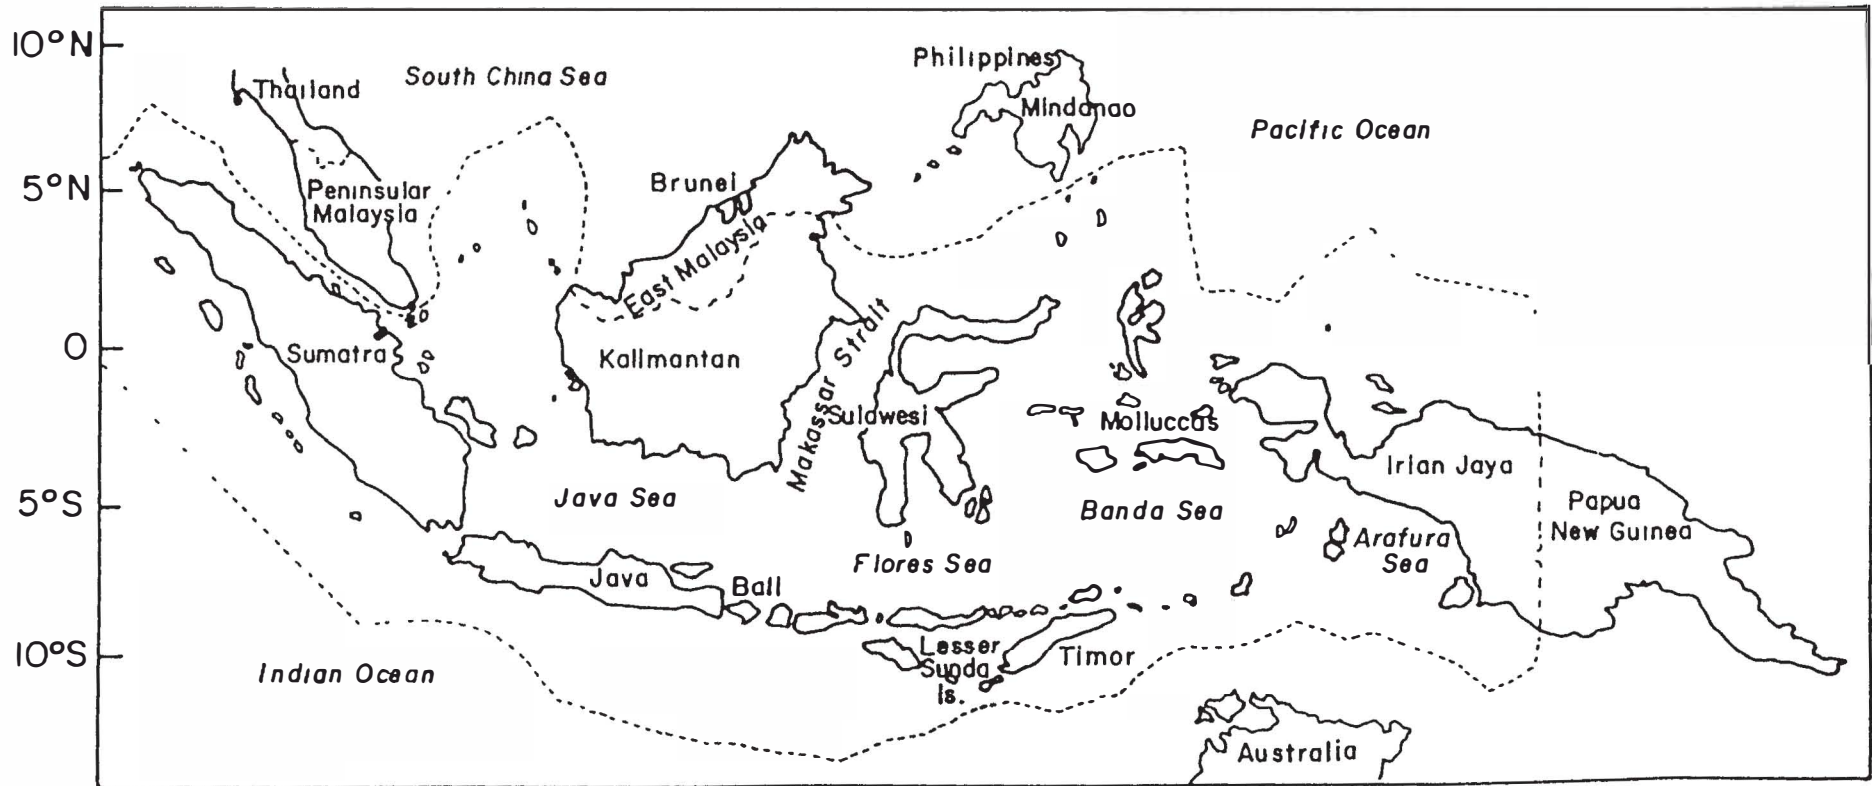 10°N
5°N
0
5°S
10°S
Thailand
South China Sea
Philippines
Mindanao
Pacific Ocean
Peninsular
Malaysia
Brunei
East Malaysia
Sumatra
Kalimantan
Makassar Strait
Sulawesi
Molluccas
Irian Jaya
Papua
New Guinea
Java Sea
Banda Sea
Flores Sea
Arafura
Sea
Java
Bali
Lesser
Sunda
Is.
Timor
Indian Ocean
Australia